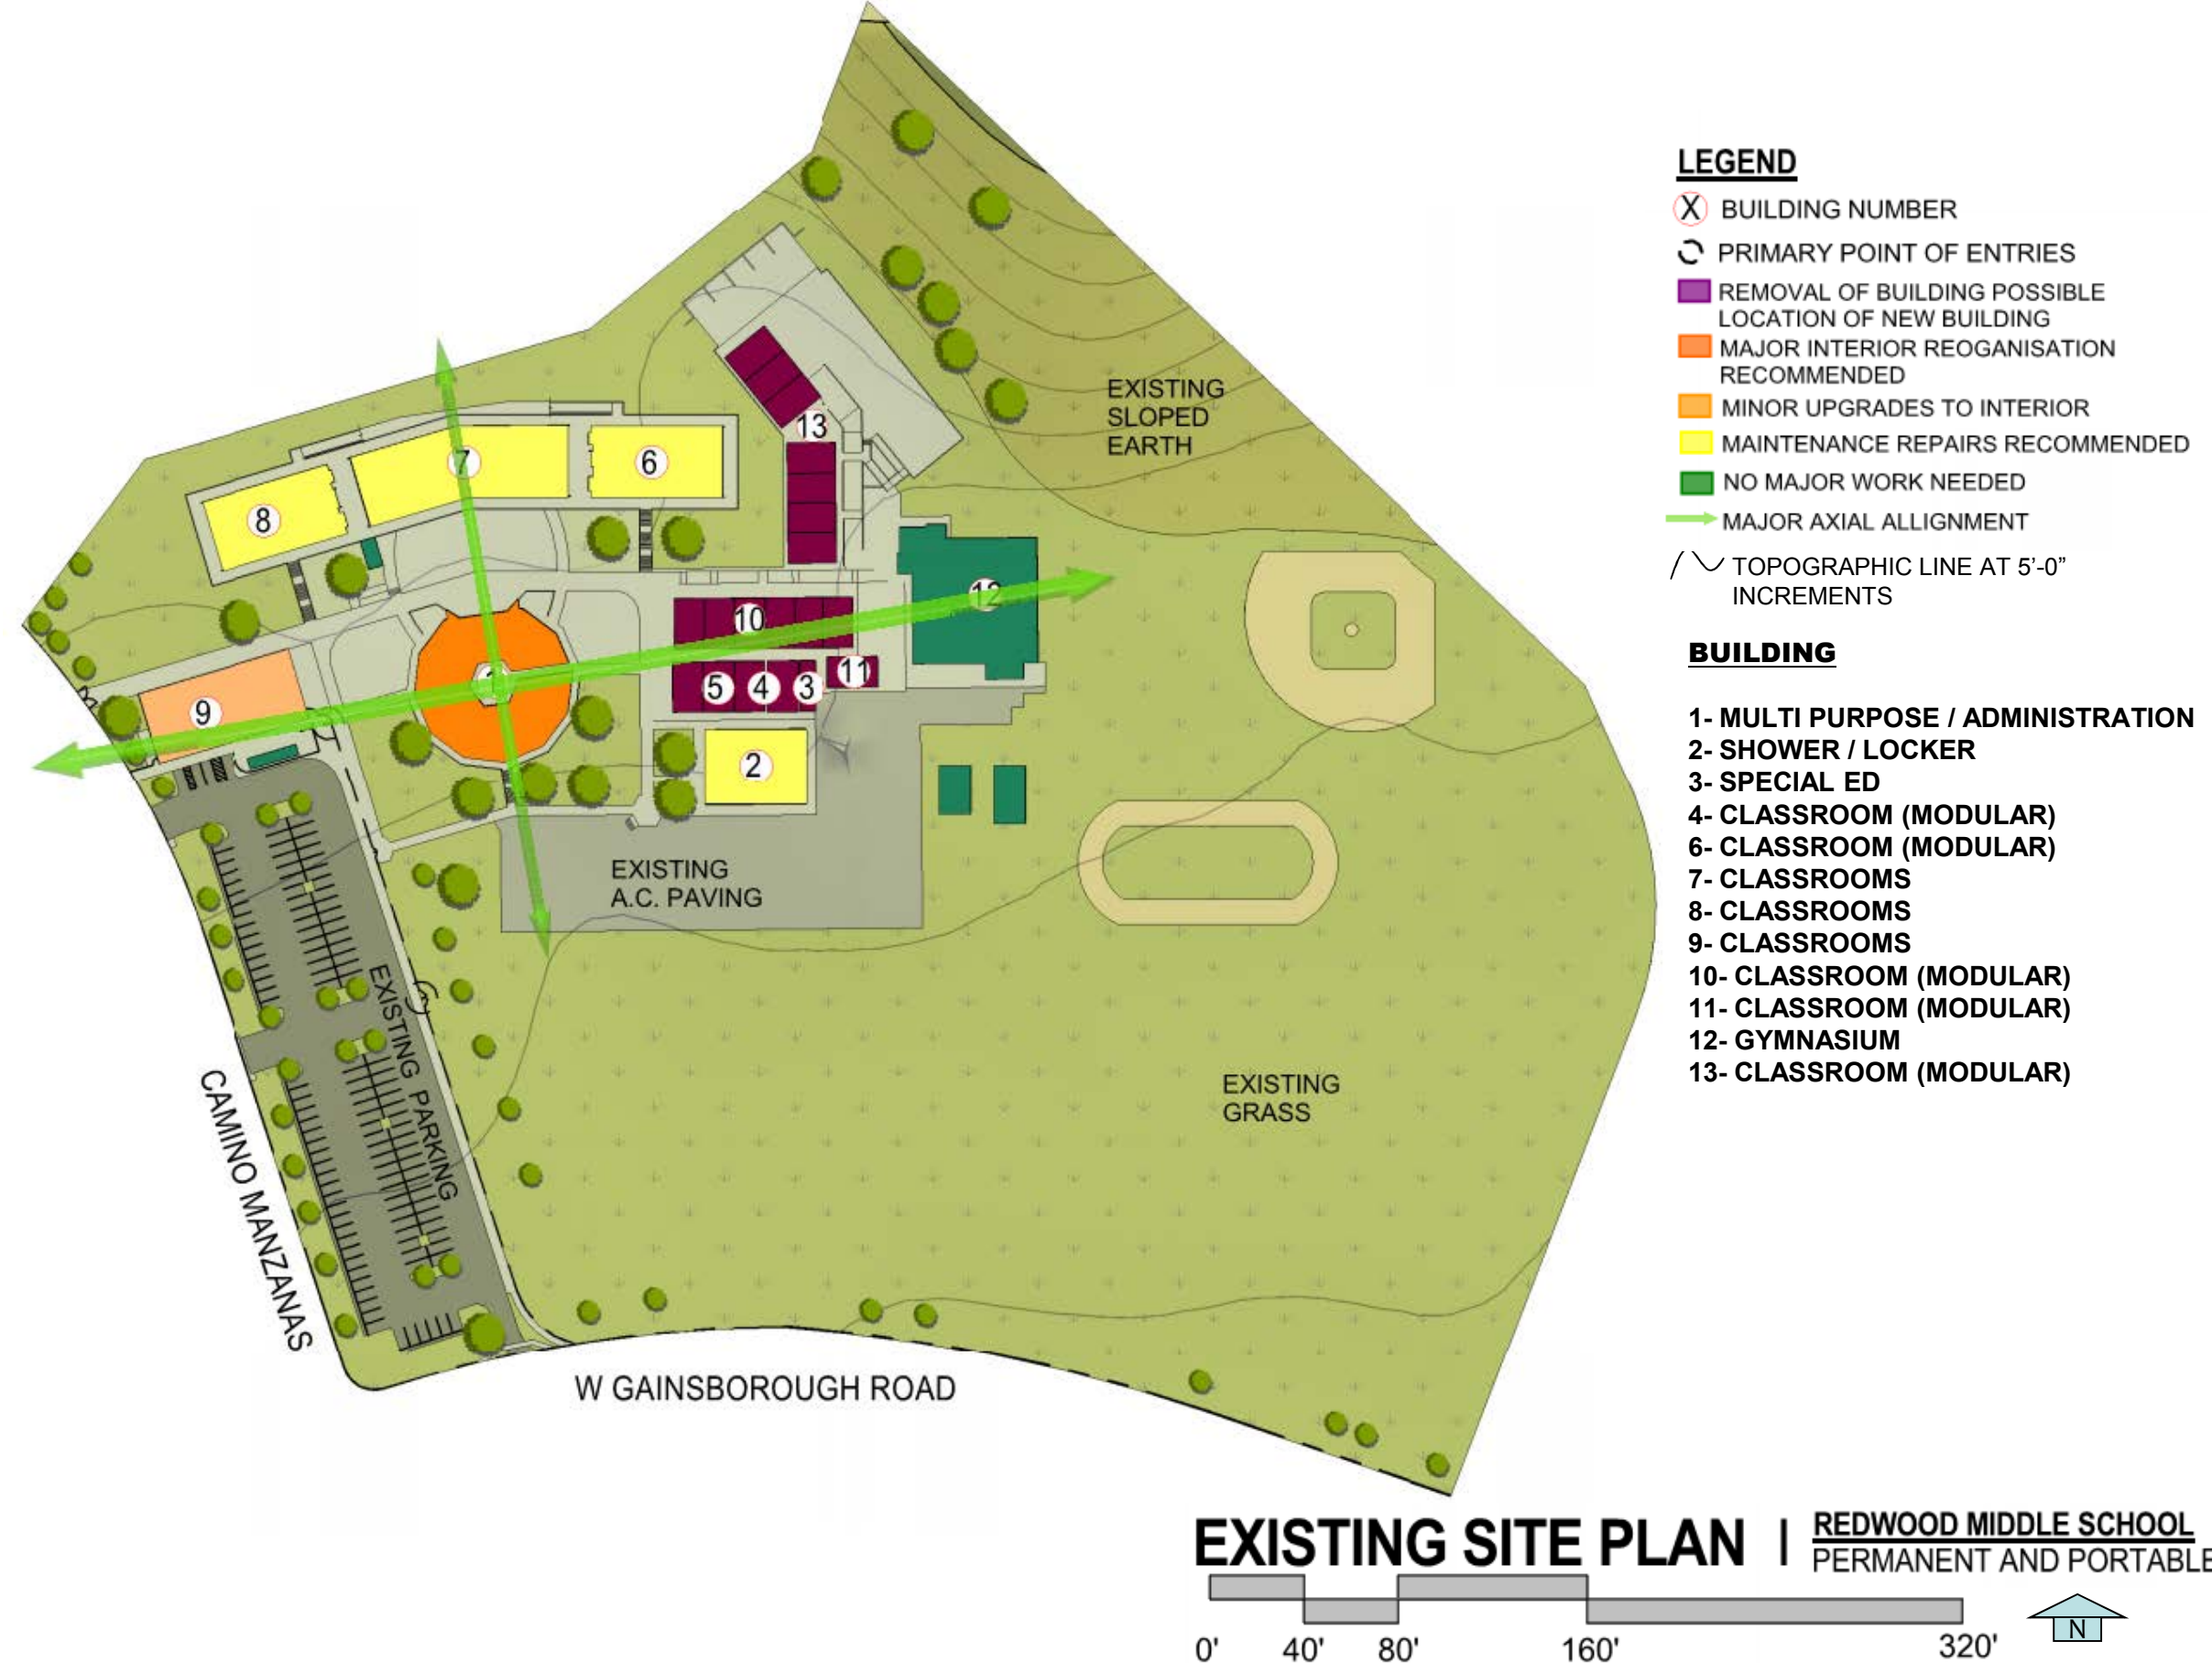 LEGEND
X BUILDING NUMBER
PRIMARY POINT OF ENTRIES
REMOVAL OF BUILDING POSSIBLE
LOCATION OF NEW BUILDING
MAJOR INTERIOR REOGANISATION
RECOMMENDED
MINOR UPGRADES TO INTERIOR
MAINTENANCE REPAIRS RECOMMENDED
NO MAJOR WORK NEEDED
MAJOR AXIAL ALLIGNMENT
TOPOGRAPHIC LINE AT 5'-0”
INCREMENTS
BUILDING
1- MULTI PURPOSE / ADMINISTRATION
2- SHOWER / LOCKER
3- SPECIAL ED
4- CLASSROOM (MODULAR)
6- CLASSROOM (MODULAR)
7- CLASSROOMS
8- CLASSROOMS
9- CLASSROOMS
10- CLASSROOM (MODULAR)
11- CLASSROOM (MODULAR)
12- GYMNASIUM
13- CLASSROOM (MODULAR)
EXISTING
SLOPED
EARTH
13
7
6
8
12
10
1
11
5 4 3
9
2
EXISTING
A.C. PAVING
EXISTING PARKING
EXISTING
GRASS
CAMINO MANZANAS
W GAINSBOROUGH ROAD
EXISTING SITE PLAN |
REDWOOD MIDDLE SCHOOL
PERMANENT AND PORTABLE
0' 40' 80' 160' 320'
N